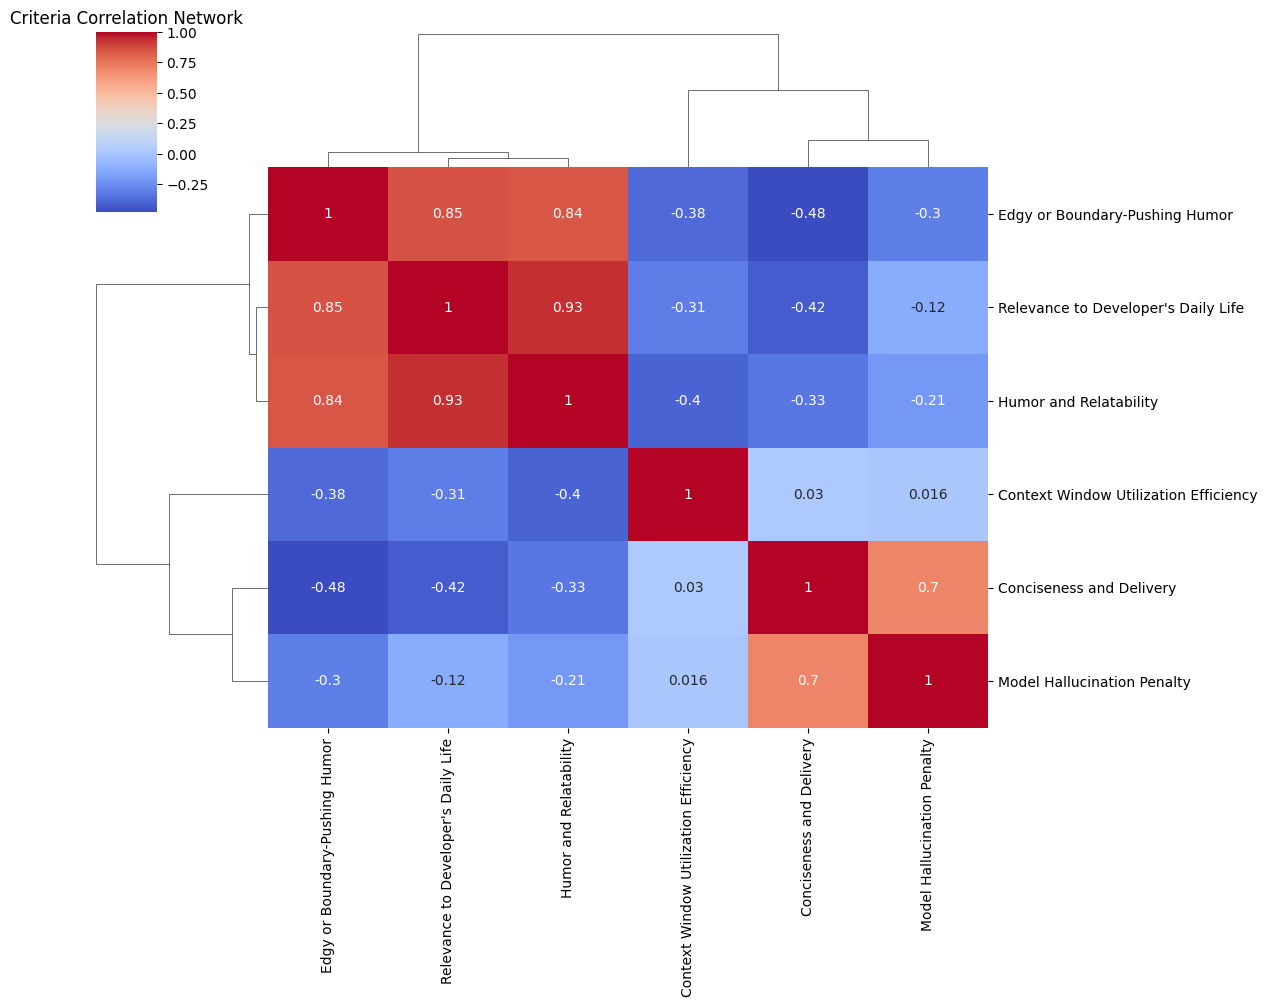 Criteria Correlation Network
1.00
0.75
0.50
0.25
0.00
−0.25
1 0.85 0.84 -0.38 -0.48 -0.3 Edgy or Boundary-Pushing Humor
0.85 1 0.93 -0.31 -0.42 -0.12 Relevance to Developer's Daily Life
0.84 0.93 1 -0.4 -0.33 -0.21 Humor and Relatability
-0.38 -0.31 -0.4 1 0.03 0.016 Context Window Utilization Efficiency
-0.48 -0.42 -0.33 0.03 1 0.7 Conciseness and Delivery
-0.3 -0.12 -0.21 0.016 0.7 1 Model Hallucination Penalty
Edgy or Boundary-Pushing Humor
Relevance to Developer's Daily Life
Humor and Relatability
Context Window Utilization Efficiency
Conciseness and Delivery
Model Hallucination Penalty